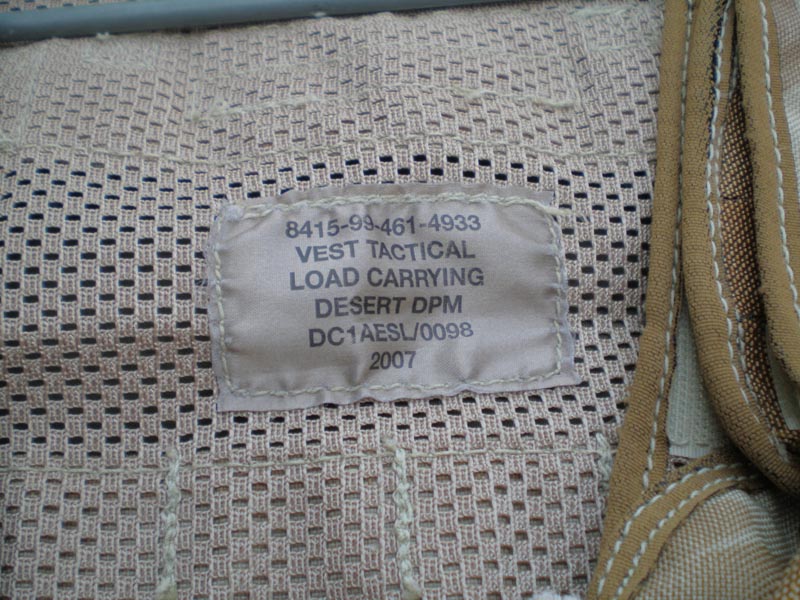 8415-99-461-4933
VEST TACTICAL
LOAD CARRYING
DESERT DPM
DC1AESL/0098
2007